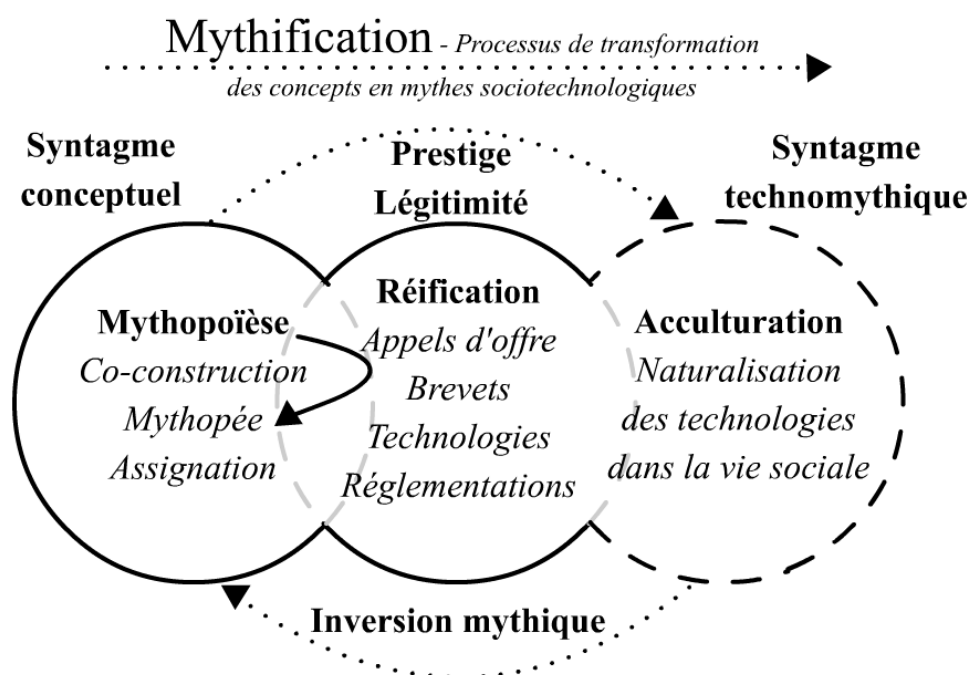 Mythification - Processus de transformation
des concepts en mythes sociotechnologiques
Syntagme
conceptuel
Prestige
Légitimité
Syntagme
technomythique
Mythopoïèse
Co-construction
Mythopée
Assignation
Réification
Appels d'offre
Brevets
Technologies
Réglementations
Acculturation
Naturalisation
des technologies
dans la vie sociale
Inversion mythique